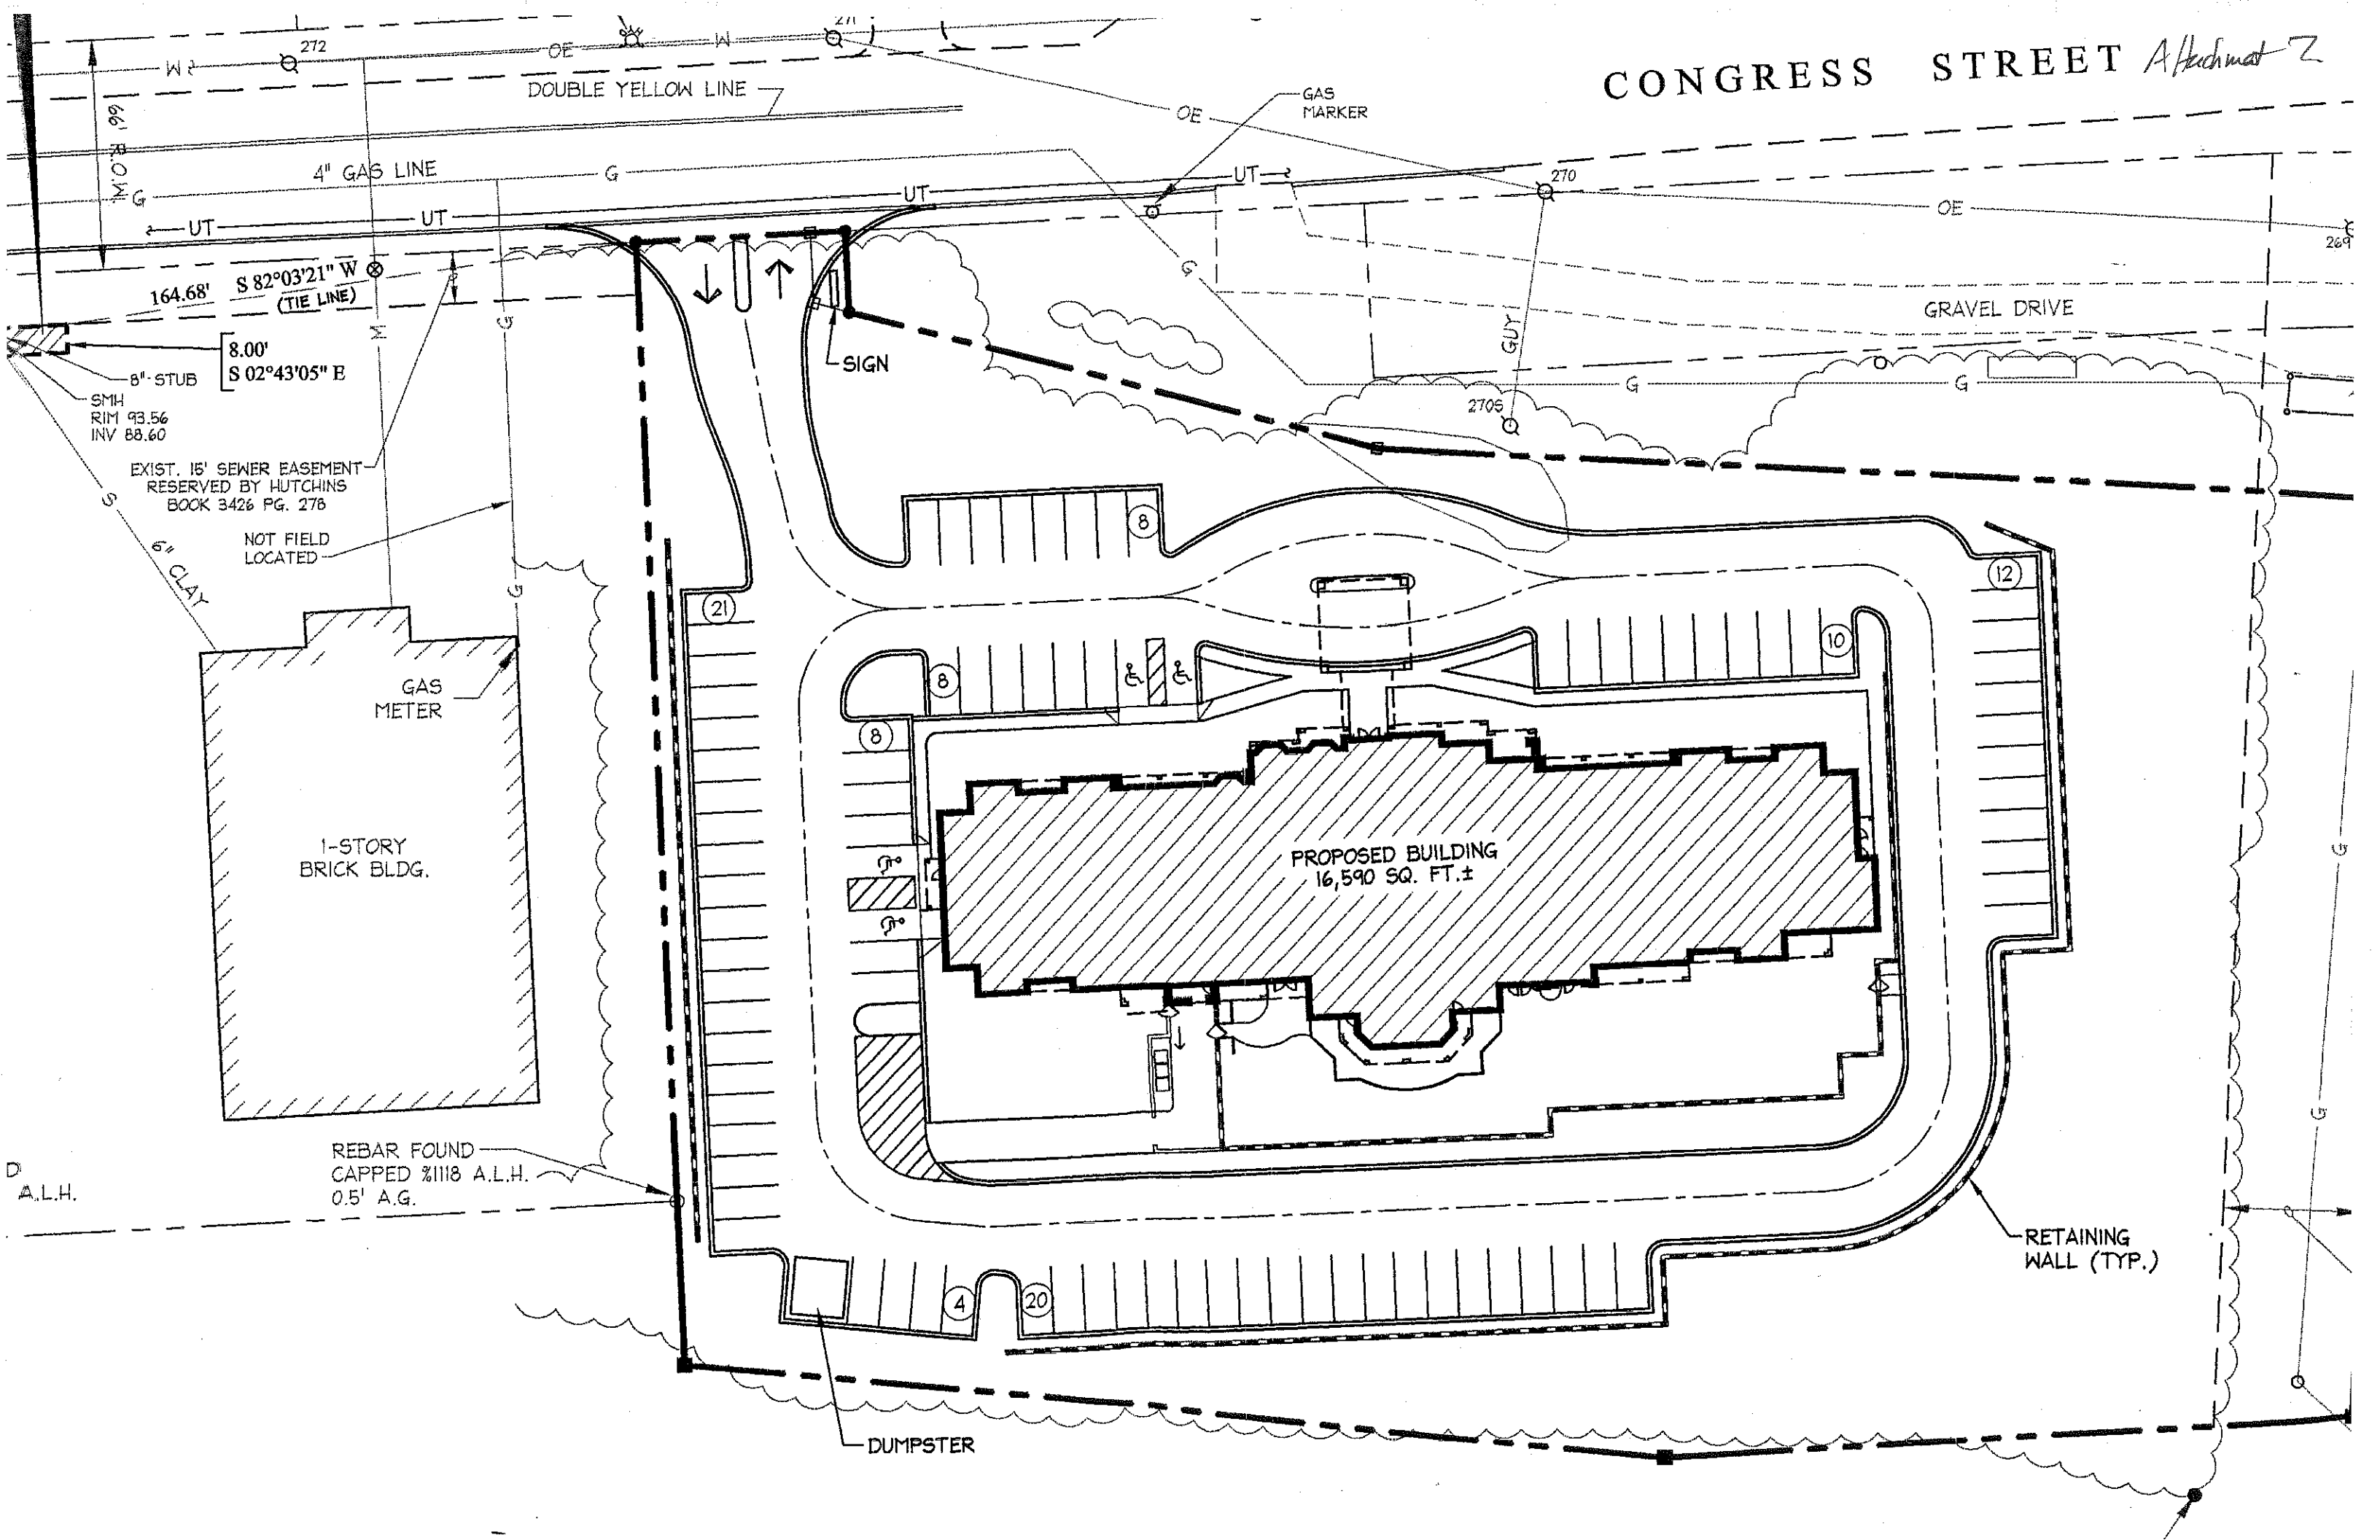 271
272
OE
W
W
CONGRESS STREET Attachment 2
DOUBLE YELLOW LINE
GAS
MARKER
OE
66' R.O.W.
4" GAS LINE
G
G
UT
UT
UT
UT
270
OE
269
164.68' S 82°03'21" W
(TIE LINE)
G
GUY
GRAVEL DRIVE
8.00'
S 02°43'05" E
8"-STUB
SMH
RIM 93.56
INV 88.60
W
G
SIGN
G
G
270S
EXIST. 15' SEWER EASEMENT
RESERVED BY HUTCHINS
BOOK 3426 PG. 278
S
6" CLAY
NOT FIELD
LOCATED
G
8
12
21
10
8
8
GAS
METER
1-STORY
BRICK BLDG.
PROPOSED BUILDING
16,590 SQ. FT.±
G
G
REBAR FOUND
CAPPED %1118 A.L.H.
0.5' A.G.
D
A.L.H.
RETAINING
WALL (TYP.)
4
20
DUMPSTER